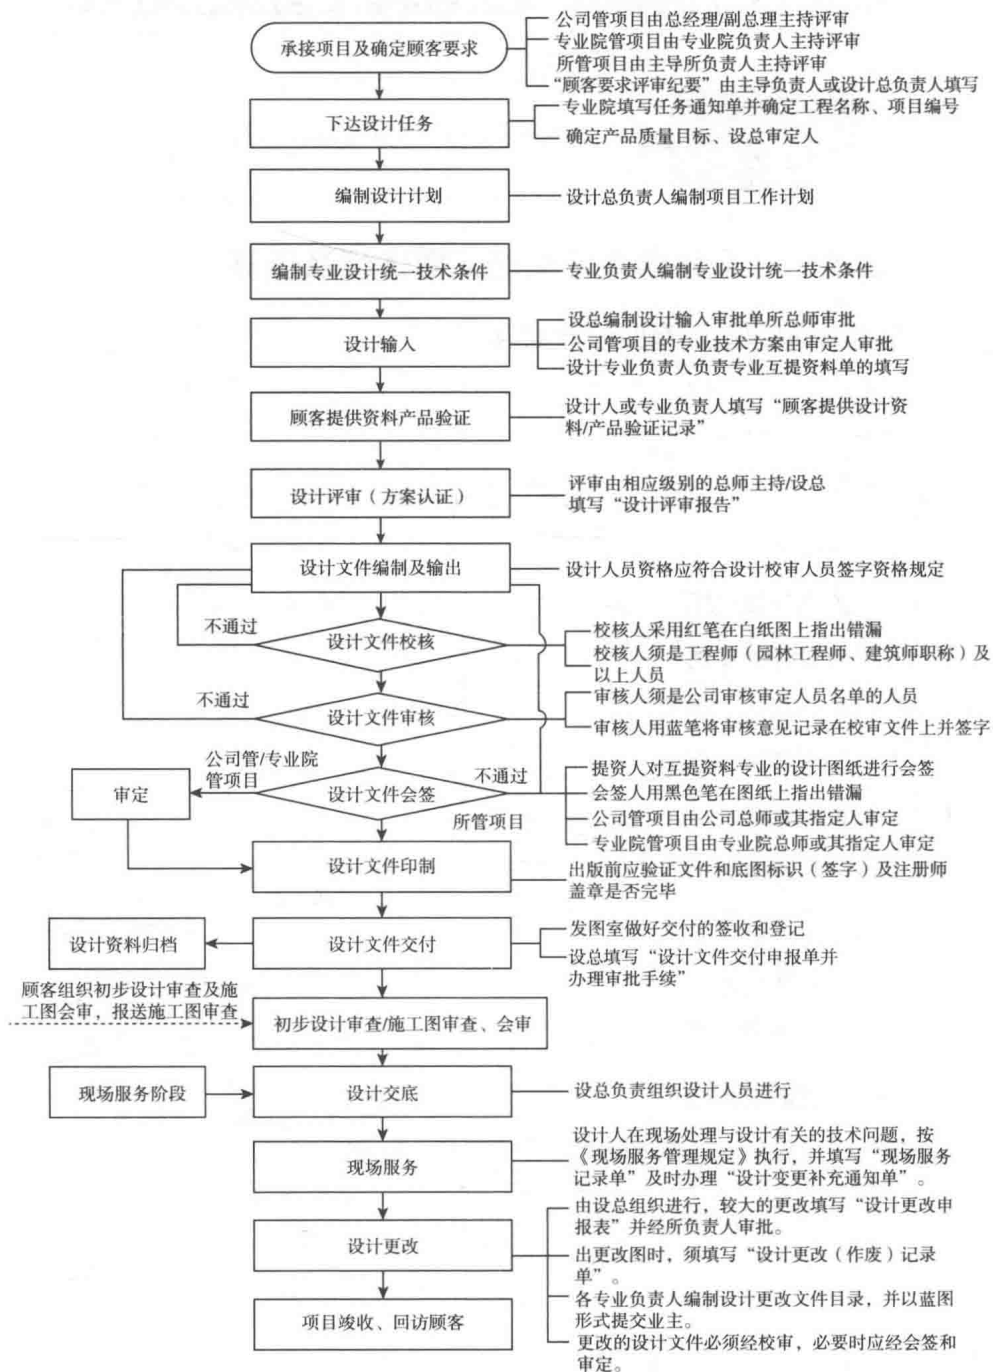 承接项目及确定顾客要求
公司管项目由总经理/副总理主持评审
专业院管项目由专业院负责人主持评审
所管项目由主导所负责人主持评审
“顾客要求评审纪要”由主导负责人或设计总负责人填写
下达设计任务
专业院填写任务通知单并确定工程名称、项目编号
确定产品质量目标、设总审定人
编制设计计划
设计总负责人编制项目工作计划
编制专业设计统一技术条件
专业负责人编制专业设计统一技术条件
设计输入
设总编制设计输入审批单所总师审批
公司管项目的专业技术方案由审定人审批
设计专业负责人负责专业互提资料单的填写
顾客提供资料产品验证
设计人或专业负责人填写“顾客提供设计资
料/产品验证记录”
设计评审（方案认证）
评审由相应级别的总师主持/设总
填写“设计评审报告”
设计文件编制及输出
设计人员资格应符合设计校审人员签字资格规定
不通过
设计文件校核
校核人采用红笔在白纸图上指出错漏
校核人须是工程师（园林工程师、建筑师职称）及
以上人员
不通过
设计文件审核
审核人须是公司审核审定人员名单的人员
审核人用蓝笔将审核意见记录在校审文件上并签字
公司管/专业院
管项目
审定
设计文件会签
不通过
所管项目
提资人对互提资料专业的设计图纸进行会签
会签人用黑色笔在图纸上指出错漏
公司管项目由公司总师或其指定人审定
专业院管项目由专业院总师或其指定人审定
设计文件印制
出版前应验证文件和底图标识（签字）及注册师
盖章是否完毕
设计资料归档
设计文件交付
发图室做好交付的签收和登记
设总填写“设计文件交付申报单并
办理审批手续”
顾客组织初步设计审查及施
工图会审，报送施工图审查
初步设计审查/施工图审查、会审
现场服务阶段
设计交底
设总负责组织设计人员进行
现场服务
设计人在现场处理与设计有关的技术问题，按
《现场服务管理规定》执行，并填写“现场服务
记录单”及时办理“设计变更补充通知单”。
设计更改
由设总组织进行，较大的更改填写“设计更改申
报表”并经所负责人审批。
出更改图时，须填写“设计更改（作废）记录
单”。
各专业负责人编制设计更改文件目录，并以蓝图
形式提交业主。
更改的设计文件必须经校审，必要时应经会签和
审定。
项目竣收、回访顾客